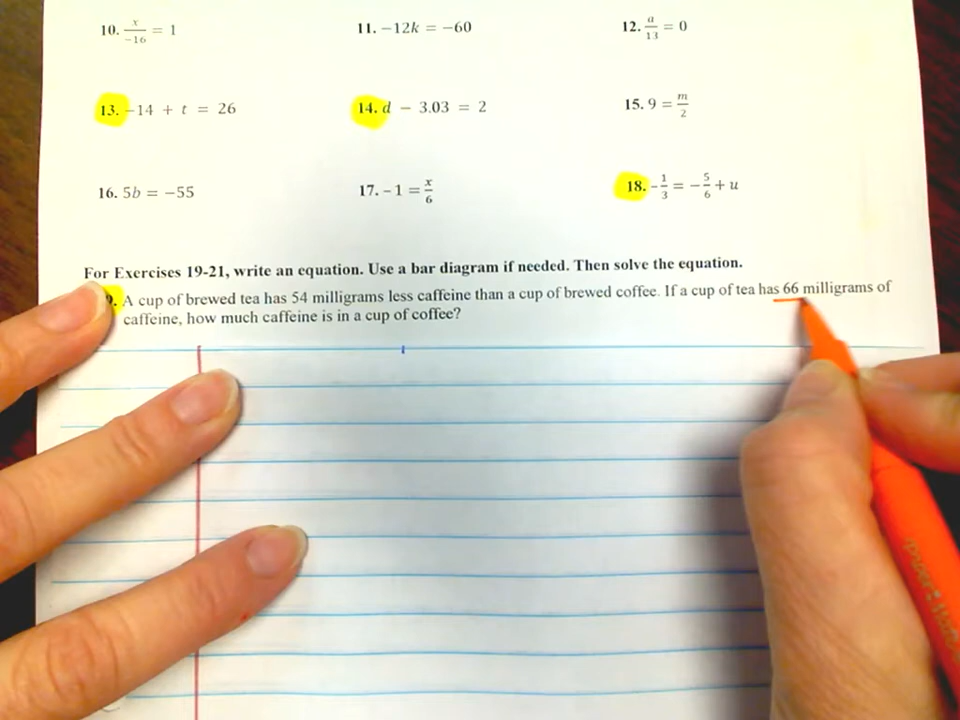 10. x/-16 = 1 11. -12k = -60 12. a/13 = 0
13. -14 + t = 26 14. d - 3.03 = 2 15. 9 = m/2
16. 5b = -55 17. -1 = x/6 18. -1/3 = -5/6 + u
For Exercises 19-21, write an equation. Use a bar diagram if needed. Then solve the equation.
9. A cup of brewed tea has 54 milligrams less caffeine than a cup of brewed coffee. If a cup of tea has 66 milligrams of
caffeine, how much caffeine is in a cup of coffee?